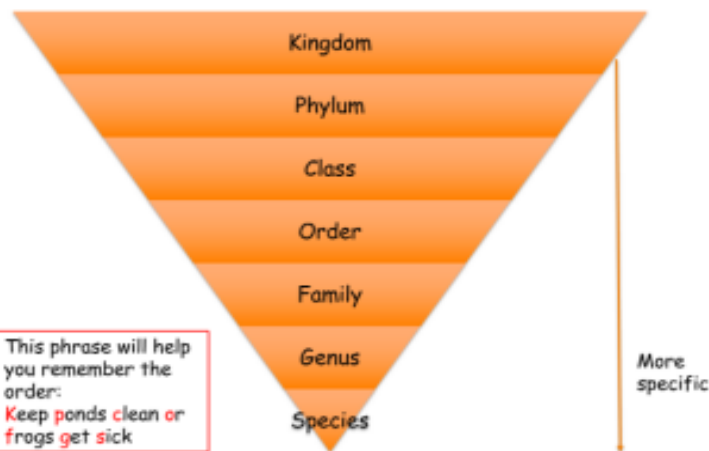 Kingdom
Phylum
Class
Order
Family
Genus
Species
This phrase will help
you remember the
order:
Keep ponds clean or
frogs get sick
More
specific